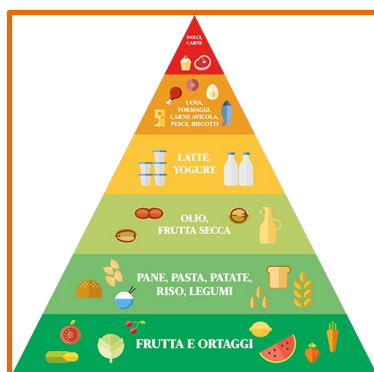 DOLCI,
CARNE
UOVA,
FORMAGGI,
CARNE AVICOLA,
PESCE, BISCOTTI
LATTE,
YOGURT
OLIO,
FRUTTA SECCA
PANE, PASTA, PATATE,
RISO, LEGUMI
FRUTTA E ORTAGGI